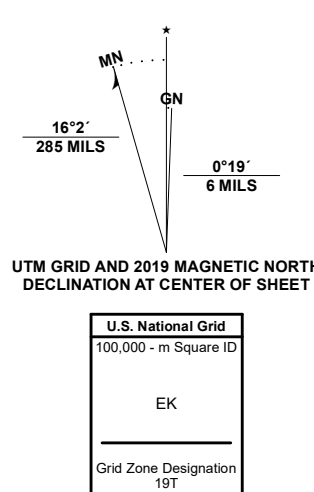 ★
MN
GN
16°2´
285 MILS
0°19´
6 MILS
UTM GRID AND 2019 MAGNETIC NORTH
DECLINATION AT CENTER OF SHEET
U.S. National Grid
100,000 - m Square ID
EK
Grid Zone Designation
19T